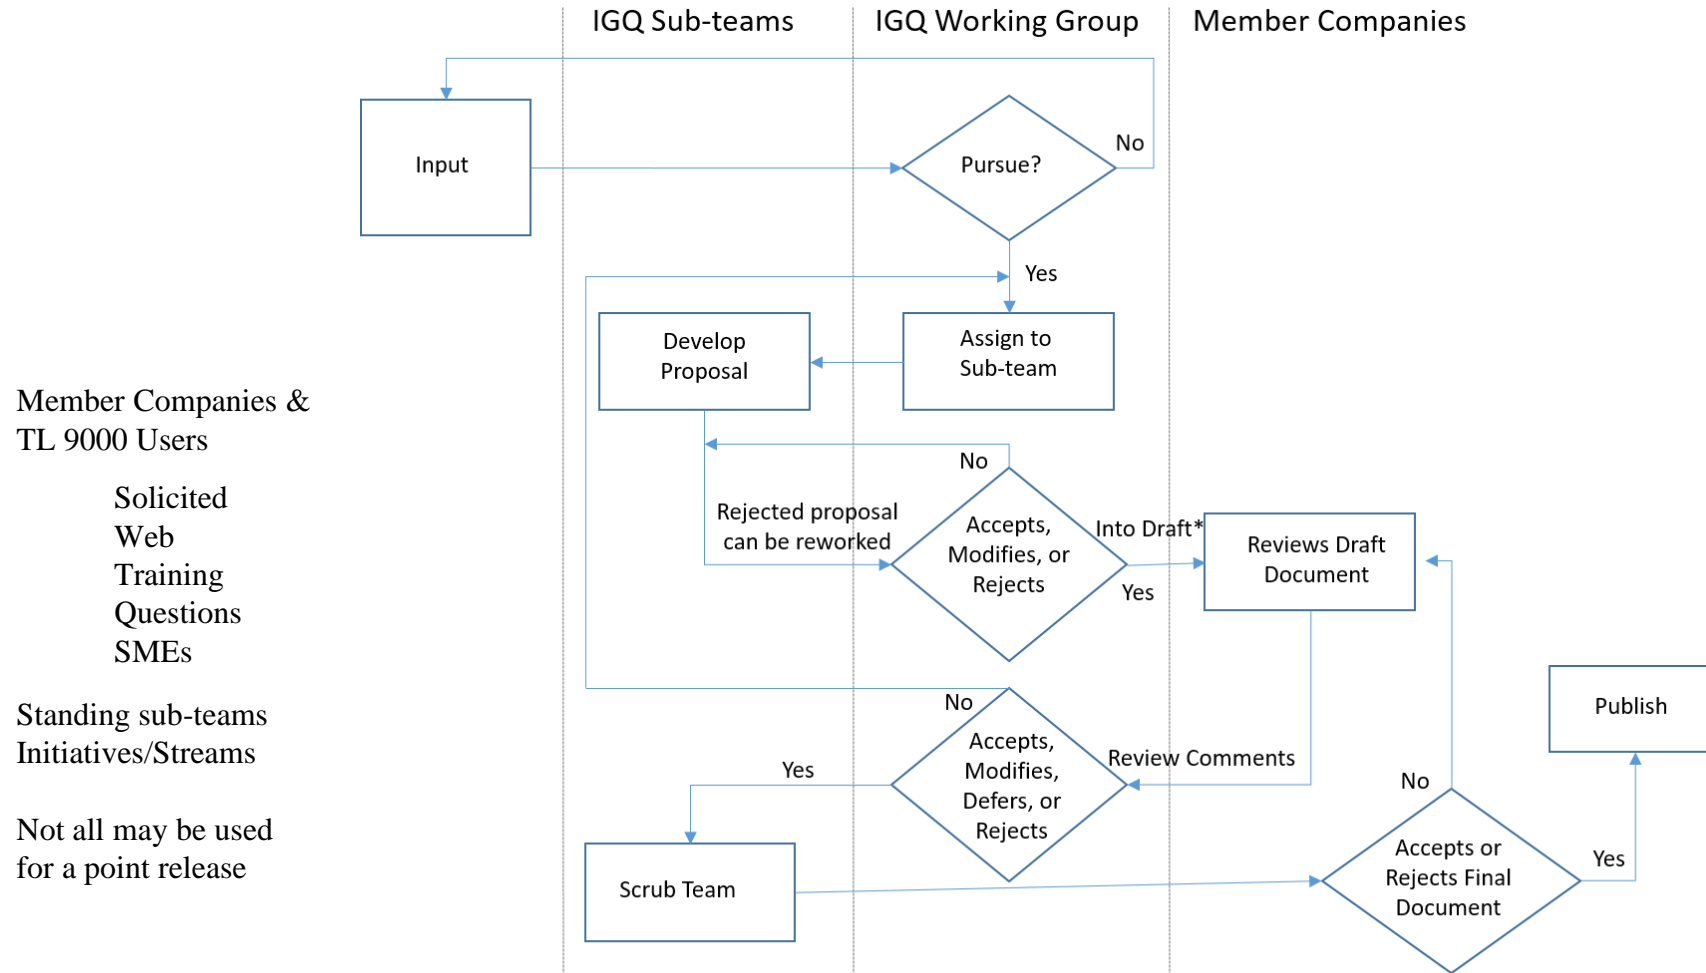 IGQ Sub-teams
IGQ Working Group
Member Companies
Input
Pursue?
No
Yes
Develop
Proposal
Assign to
Sub-team
Member Companies &
TL 9000 Users
Solicited
Web
Training
Questions
SMEs
Standing sub-teams
Initiatives/Streams
Not all may be used
for a point release
No
Rejected proposal
can be reworked
Accepts,
Modifies, or
Rejects
Into Draft*
Yes
Reviews Draft
Document
No
Accepts,
Modifies,
Defers, or
Rejects
Review Comments
Yes
Scrub Team
No
Accepts or
Rejects Final
Document
Yes
Publish